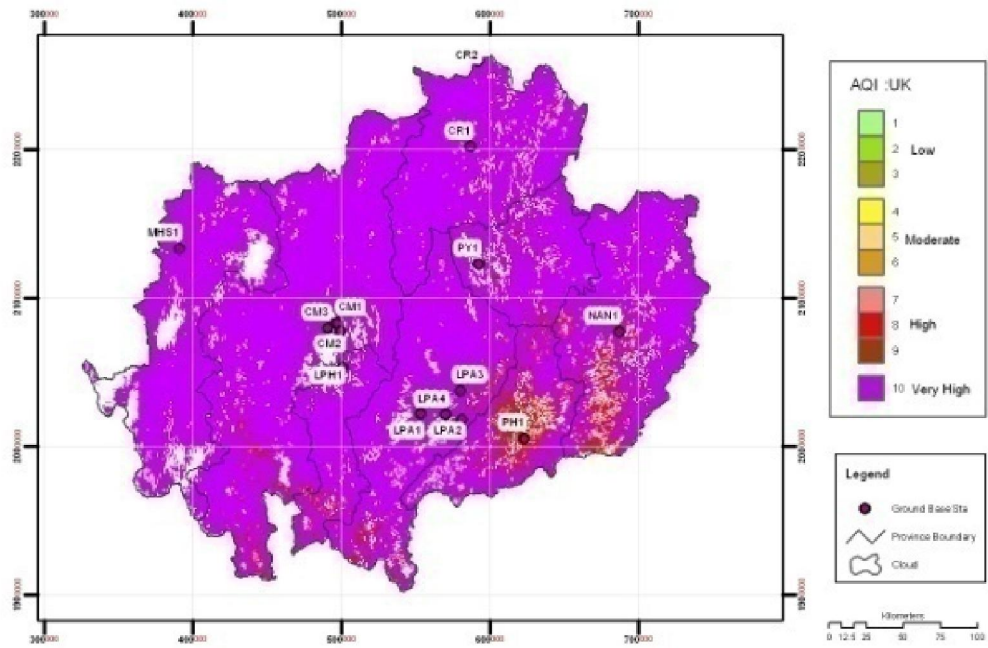 300000 400000 500000 600000 700000
CR2
CR1
MHS1
PY1
CM3 CM1
CM2
LPH1
NAN1
LPA3
LPA4
LPA1 LPA2
PH1
300000 400000 500000 600000 700000
AQI :UK
1
2 Low
3
4
5 Moderate
6
7
8 High
9
10 Very High
Legend
Ground Base Sta
Province Boundary
Cloud
Kilometers
0 12.5 25 50 75 100